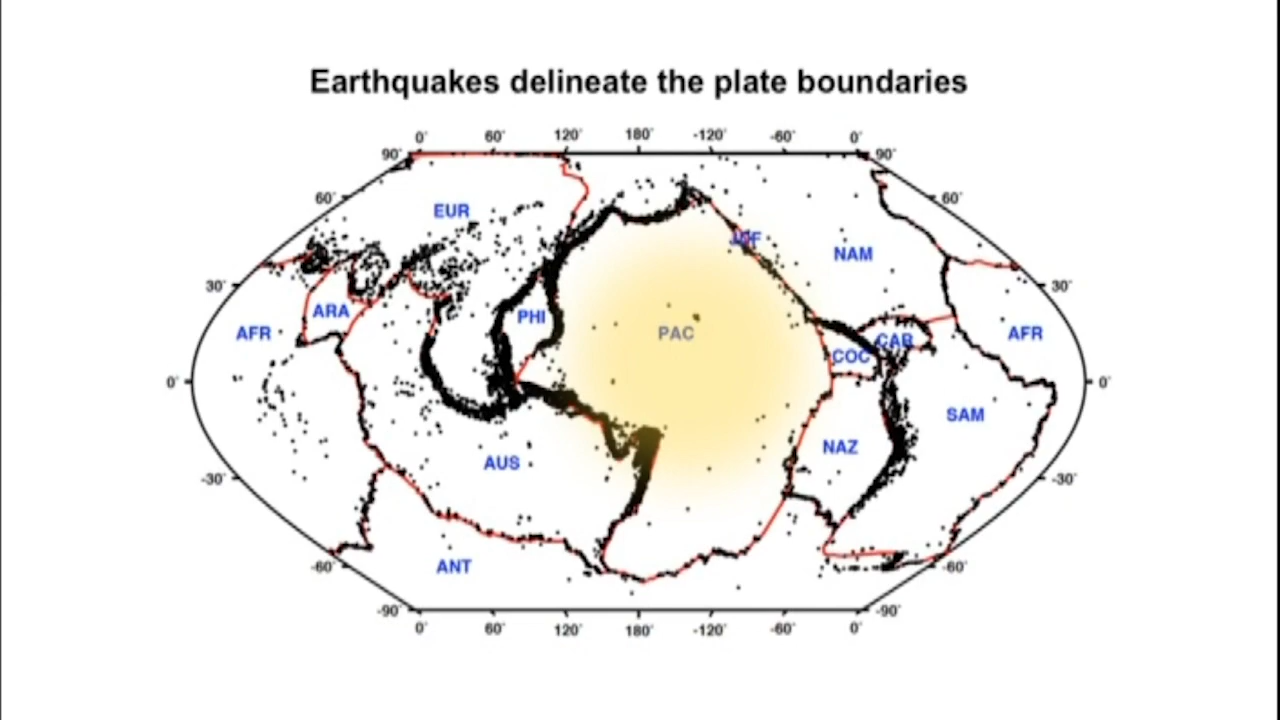 Earthquakes delineate the plate boundaries
0˚ 60˚ 120˚ 180˚ -120˚ -60˚ 0˚
90˚ 90˚
60˚ 60˚
EUR
JDF
NAM
30˚ 30˚
ARA
PHI
AFR PAC CAR AFR
COC
0˚ 0˚
SAM
NAZ
AUS
-30˚ -30˚
ANT
-60˚ -60˚
-90˚ -90˚
0˚ 60˚ 120˚ 180˚ -120˚ -60˚ 0˚